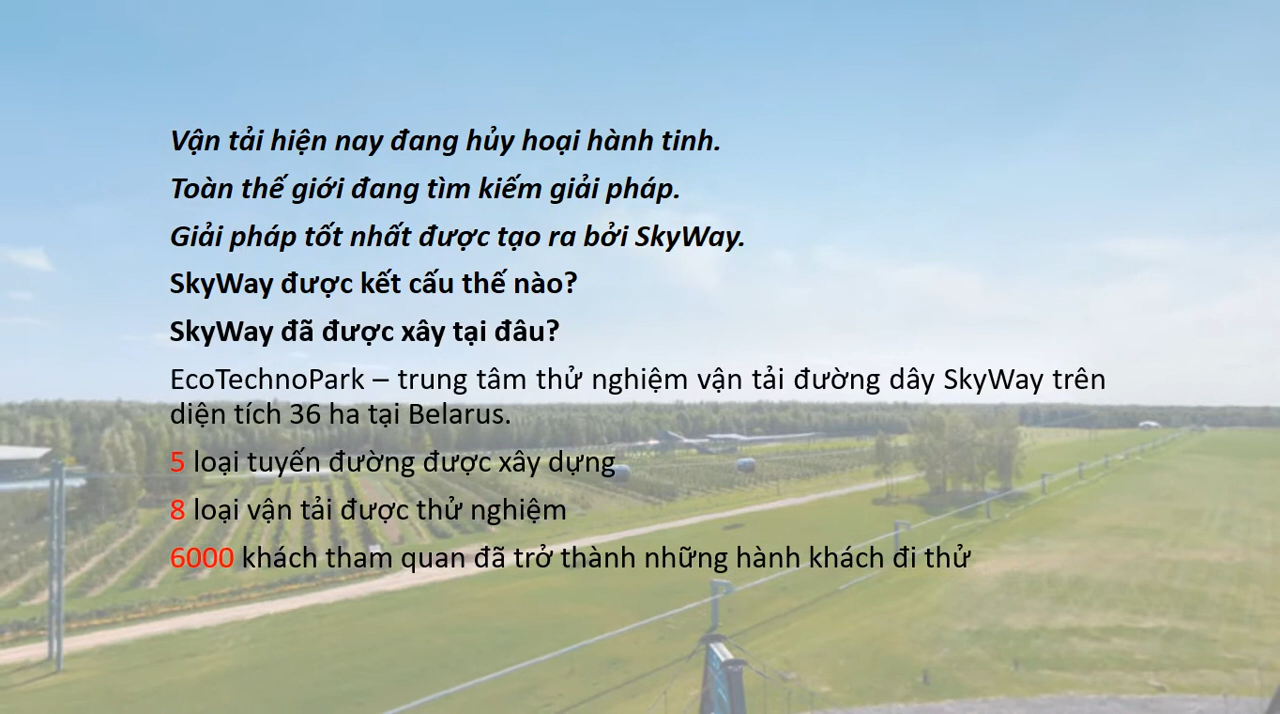 Vận tải hiện nay đang hủy hoại hành tinh.
Toàn thế giới đang tìm kiếm giải pháp.
Giải pháp tốt nhất được tạo ra bởi SkyWay.
SkyWay được kết cấu thế nào?
SkyWay đã được xây tại đâu?
EcoTechnoPark – trung tâm thử nghiệm vận tải đường dây SkyWay trên
diện tích 36 ha tại Belarus.
5 loại tuyến đường được xây dựng
8 loại vận tải được thử nghiệm
6000 khách tham quan đã trở thành những hành khách đi thử